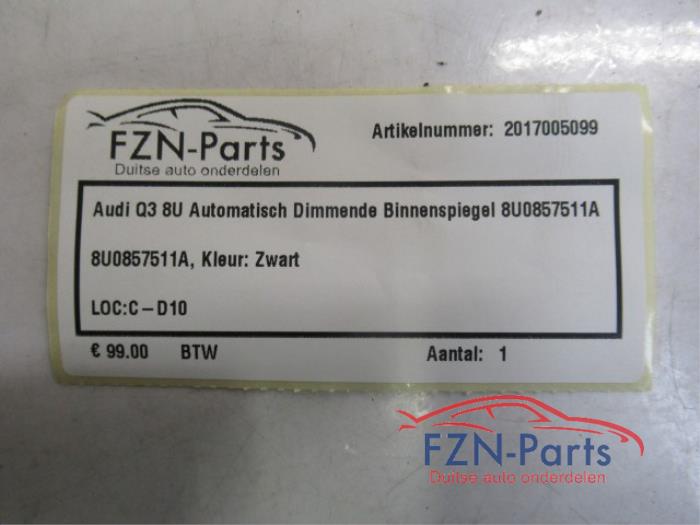 FZN-Parts
Duitse auto onderdelen
Artikelnummer: 2017005099
Audi Q3 8U Automatisch Dimmende Binnenspiegel 8U0857511A
8U0857511A, Kleur: Zwart
LOC:C-D10
€ 99.00 BTW Aantal: 1
FZN-Parts
Duitse auto onderdelen